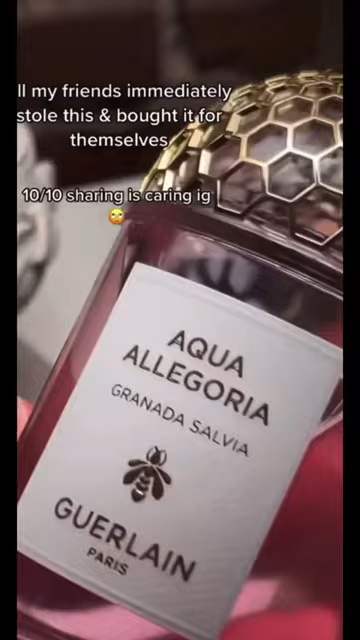 ll my friends immediately
stole this & bought it for
themselves
10/10 sharing is caring ig
🙄
AQUA
ALLEGORIA
GRANADA SALVIA
GUERLAIN
PARIS